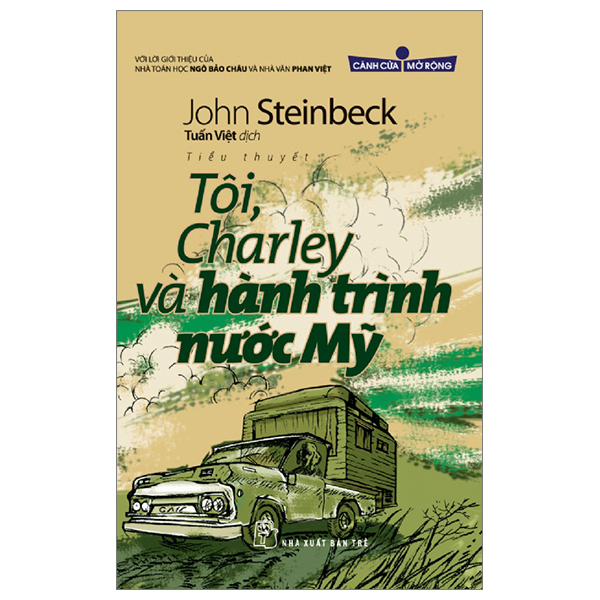 VỚI LỜI GIỚI THIỆU CỦA
NHÀ TOÁN HỌC NGÔ BẢO CHÂU VÀ NHÀ VĂN PHAN VIỆT
CÁNH CỬA MỞ RỘNG
John Steinbeck
Tuấn Việt dịch
Tiểu thuyết
Tôi,
Charley
và hành trình
nước Mỹ
GMC
NHÀ XUẤT BẢN TRẺ